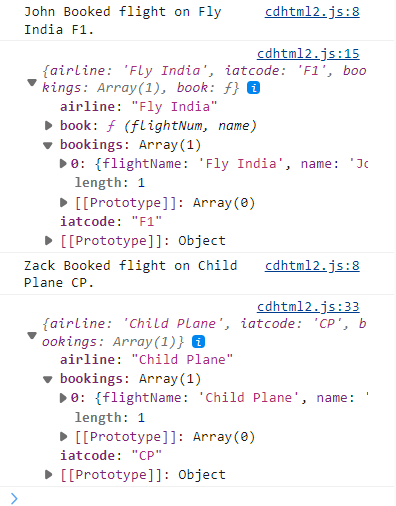 John Booked flight on Fly cdhtml2.js:8
India F1.
cdhtml2.js:15
{airline: 'Fly India', iatcode: 'F1', boo
kings: Array(1), book: ƒ} i
airline: "Fly India"
book: ƒ (flightNum, name)
bookings: Array(1)
0: {flightName: 'Fly India', name: 'Jo
length: 1
[[Prototype]]: Array(0)
iatcode: "F1"
[[Prototype]]: Object
Zack Booked flight on Child cdhtml2.js:8
Plane CP.
cdhtml2.js:33
{airline: 'Child Plane', iatcode: 'CP', b
ookings: Array(1)} i
airline: "Child Plane"
bookings: Array(1)
0: {flightName: 'Child Plane', name: '
length: 1
[[Prototype]]: Array(0)
iatcode: "CP"
[[Prototype]]: Object